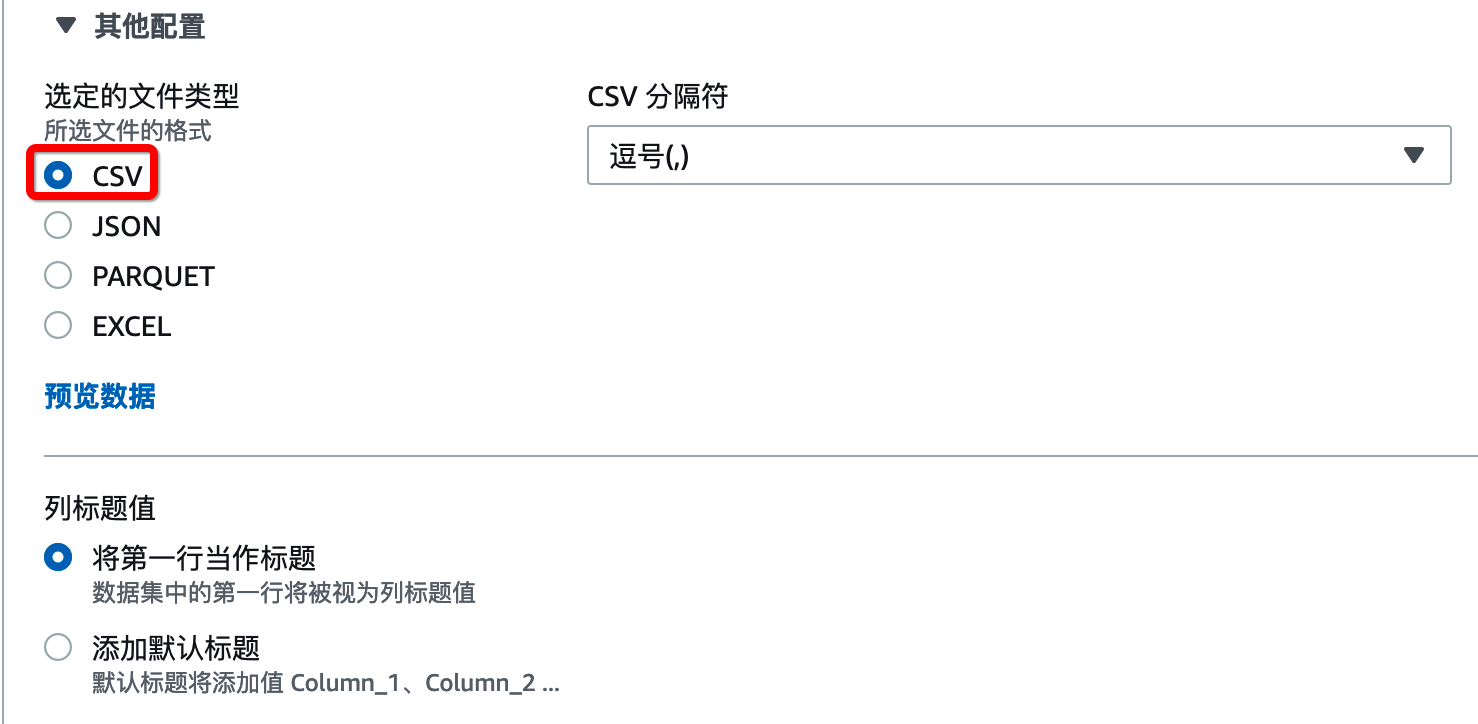 其他配置
选定的文件类型
所选文件的格式
CSV
JSON
PARQUET
EXCEL
CSV 分隔符
逗号(,)
预览数据
列标题值
将第一行当作标题
数据集中的第一行将被视为列标题值
添加默认标题
默认标题将添加值 Column_1、Column_2 ...